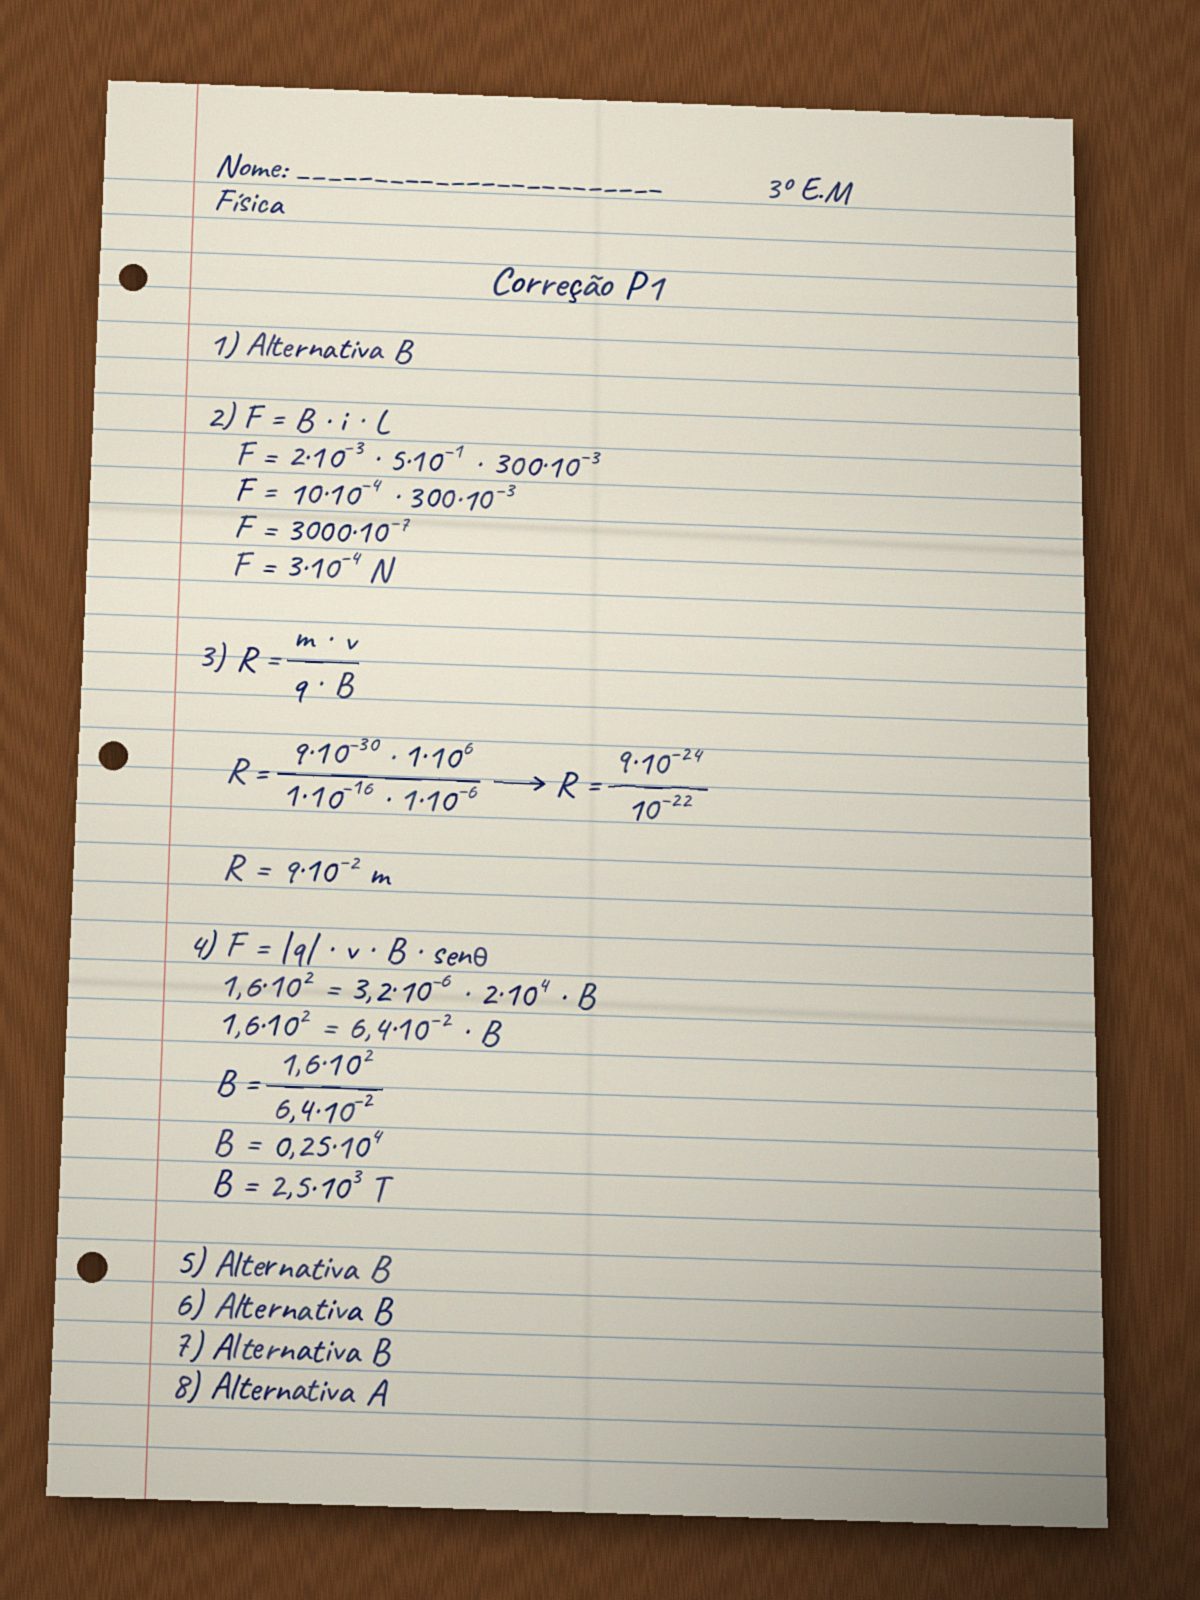 Nome: ________________________ 3º E.M
Física
Correção P1
1) Alternativa B
2) F = B · i · L
F = 2·10⁻³ · 5·10⁻¹ · 300·10⁻³
F = 10·10⁻⁴ · 300·10⁻³
F = 3000·10⁻⁷
F = 3·10⁻⁴ N
3) R = (m · v)/(q · B)
R = (9·10⁻³⁰ · 1·10⁶)/(1·10⁻¹⁶ · 1·10⁻⁶) → R = (9·10⁻²⁴)/(10⁻²²)
R = 9·10⁻² m
4) F = |q| · v · B · senθ
1,6·10² = 3,2·10⁻⁶ · 2·10⁴ · B
1,6·10² = 6,4·10⁻² · B
B = (1,6·10²)/(6,4·10⁻²)
B = 0,25·10⁴
B = 2,5·10³ T
5) Alternativa B
6) Alternativa B
7) Alternativa B
8) Alternativa A